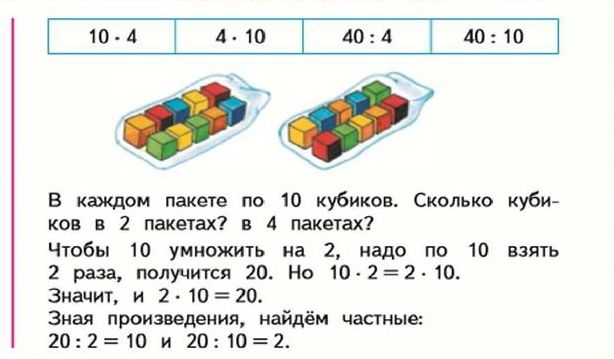 10 · 4 4 · 10 40 : 4 40 : 10
В каждом пакете по 10 кубиков. Сколько куби-
ков в 2 пакетах? в 4 пакетах?
Чтобы 10 умножить на 2, надо по 10 взять
2 раза, получится 20. Но 10 · 2 = 2 · 10.
Значит, и 2 · 10 = 20.
Зная произведения, найдём частные:
20 : 2 = 10 и 20 : 10 = 2.